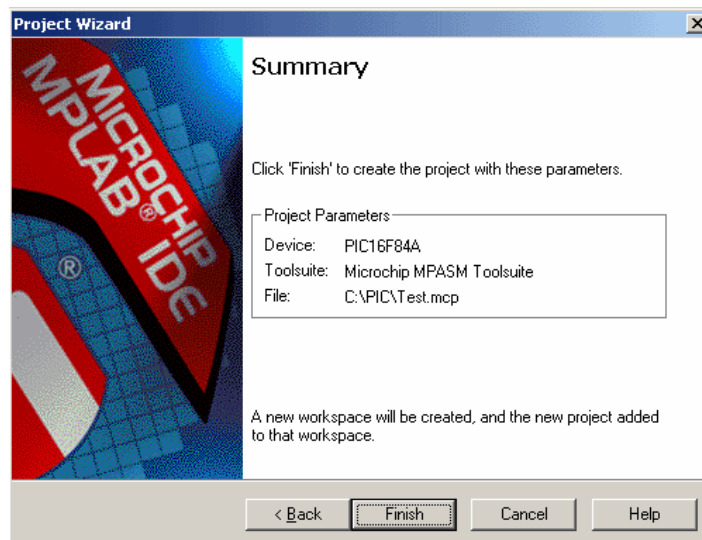 Project Wizard
MICROCHIP
MPLAB® IDE
®
Summary
Click 'Finish' to create the project with these parameters.
Project Parameters
Device: PIC16F84A
Toolsuite: Microchip MPASM Toolsuite
File: C:\PIC\Test.mcp
A new workspace will be created, and the new project added
to that workspace.
< Back Finish Cancel Help